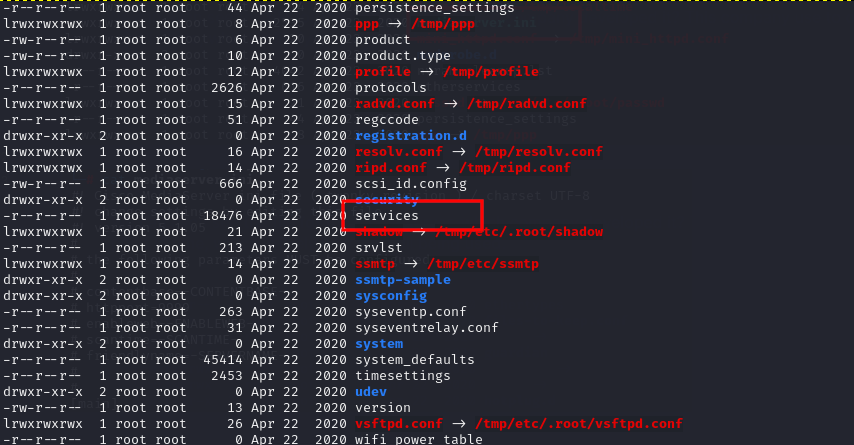 -r--r--r-- 1 root root 44 Apr 22 2020 persistence_settings
lrwxrwxrwx 1 root root 8 Apr 22 2020 ppp → /tmp/ppp
-rw-r--r-- 1 root root 6 Apr 22 2020 product
-rw-r--r-- 1 root root 10 Apr 22 2020 product.type
lrwxrwxrwx 1 root root 12 Apr 22 2020 profile → /tmp/profile
-r--r--r-- 1 root root 2626 Apr 22 2020 protocols
lrwxrwxrwx 1 root root 15 Apr 22 2020 radvd.conf → /tmp/radvd.conf
-rw-r--r-- 1 root root 51 Apr 22 2020 regccode
drwxr-xr-x 2 root root 0 Apr 22 2020 registration.d
lrwxrwxrwx 1 root root 16 Apr 22 2020 resolv.conf → /tmp/resolv.conf
lrwxrwxrwx 1 root root 14 Apr 22 2020 ripd.conf → /tmp/ripd.conf
-rw-r--r-- 1 root root 666 Apr 22 2020 scsi_id.config
drwxr-xr-x 2 root root 0 Apr 22 2020 security
-r--r--r-- 1 root root 18476 Apr 22 2020 services
lrwxrwxrwx 1 root root 21 Apr 22 2020 shadow → /tmp/etc/.root/shadow
-r--r--r-- 1 root root 213 Apr 22 2020 srvlst
lrwxrwxrwx 1 root root 14 Apr 22 2020 ssmtp → /tmp/etc/ssmtp
drwxr-xr-x 2 root root 0 Apr 22 2020 ssmtp-sample
drwxr-xr-x 2 root root 0 Apr 22 2020 sysconfig
-r--r--r-- 1 root root 263 Apr 22 2020 syseventp.conf
-r--r--r-- 1 root root 31 Apr 22 2020 syseventrelay.conf
drwxr-xr-x 2 root root 0 Apr 22 2020 system
-r--r--r-- 1 root root 45414 Apr 22 2020 system_defaults
-r--r--r-- 1 root root 2453 Apr 22 2020 timesettings
drwxr-xr-x 2 root root 0 Apr 22 2020 udev
-rw-r--r-- 1 root root 13 Apr 22 2020 version
lrwxrwxrwx 1 root root 26 Apr 22 2020 vsftpd.conf → /tmp/etc/.root/vsftpd.conf
-r--r--r-- 1 root root 0 Apr 22 2020 wifi_power_table